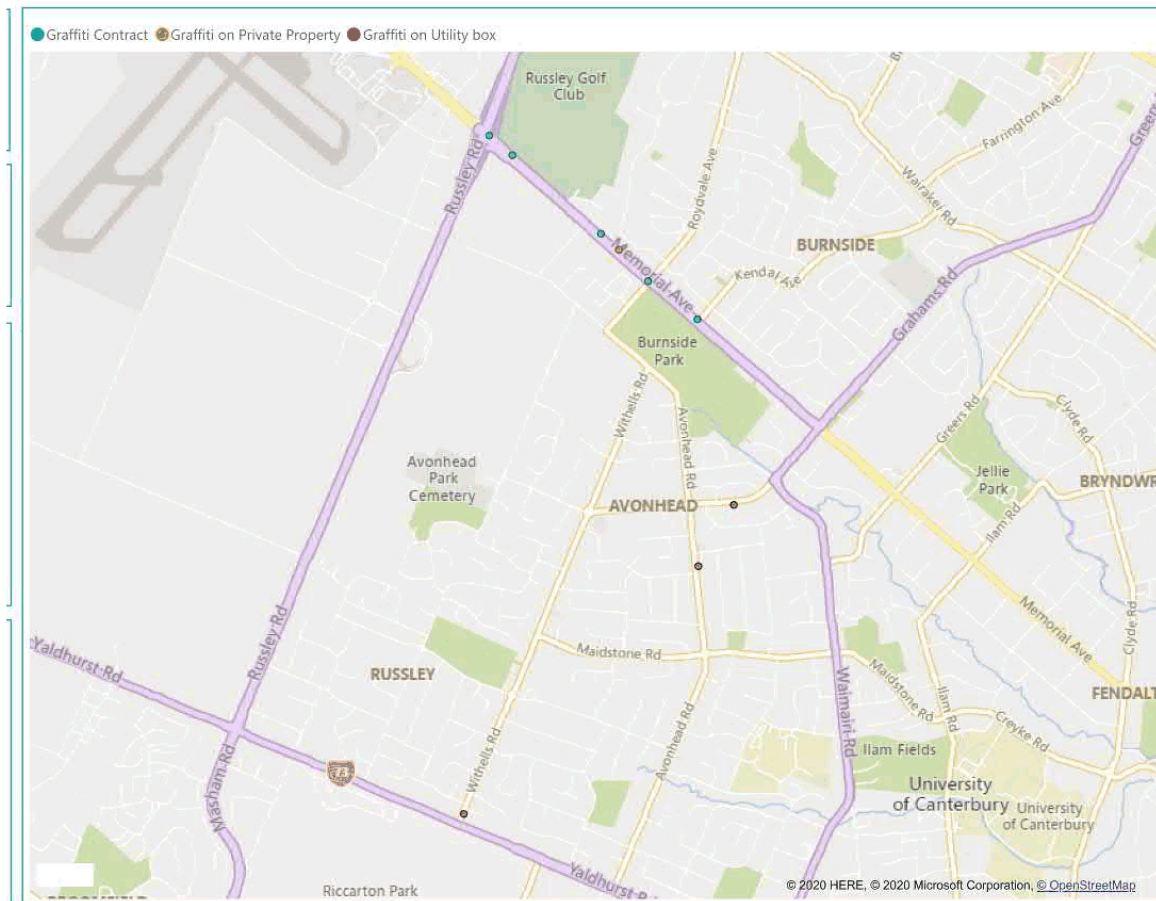 Graffiti Contract Graffiti on Private Property Graffiti on Utility box
Russley Golf
Club
Farrington Ave
Greers
Russley Rd
Roydvale Ave
Wairakei Rd
Memorial Ave
BURNSIDE
Kendal Ave
Grahams Rd
Burnside
Park
Withells Rd
Avonhead Rd
Greers Rd
Clyde Rd
Avonhead
Park
Cemetery
Jellie
Park
BRYNDWR
AVONHEAD
Ilam Rd
Russley Rd
Memorial Ave
Clyde Rd
Yaldhurst Rd
Maidstone Rd
RUSSLEY
Waimairi Rd
Maidstone Rd
Ilam Rd
FENDALT
Creyke Rd
Masham Rd
Withells Rd
Avonhead Rd
Ilam Fields
73
University
of Canterbury
University
of Canterbury
Yaldhurst R
Riccarton Park
© 2020 HERE, © 2020 Microsoft Corporation, © OpenStreetMap